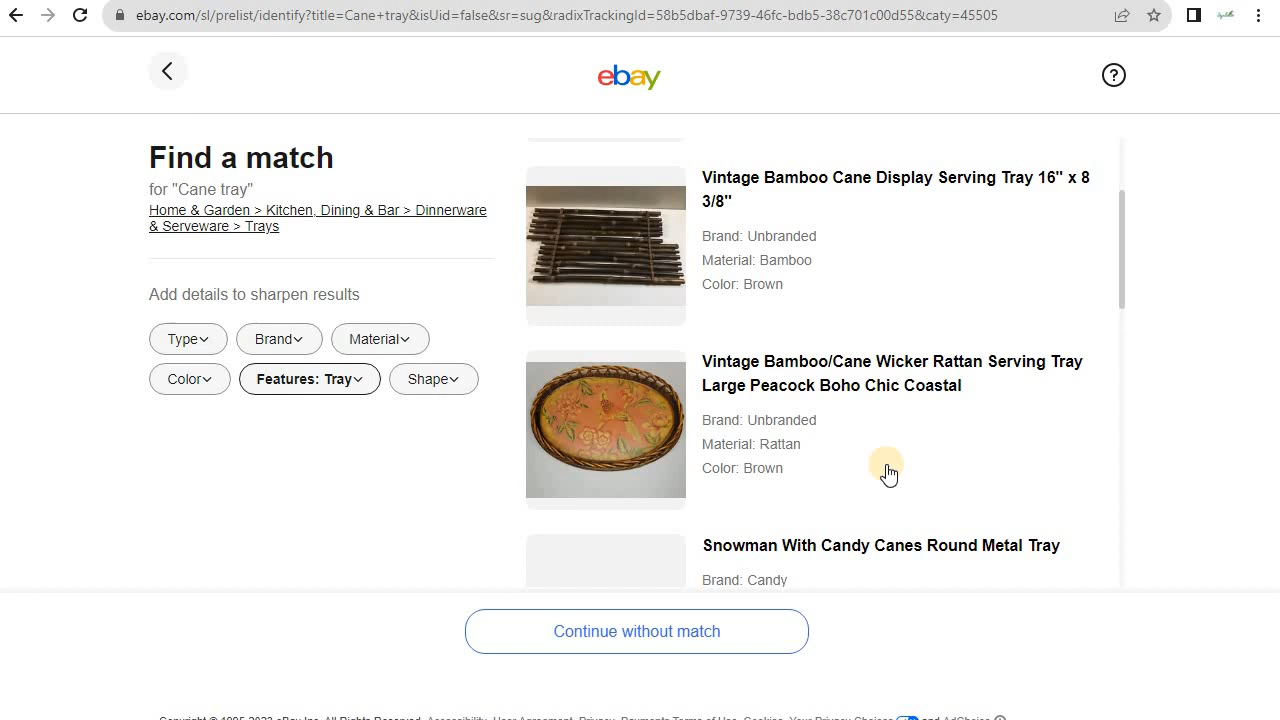 ebay.com/sl/prelist/identify?title=Cane+tray&isUid=false&sr=sug&radixTrackingId=58b5dbaf-9739-46fc-bdb5-38c701c00d55&caty=45505
ebay
Find a match
for "Cane tray"
Home & Garden > Kitchen, Dining & Bar > Dinnerware
& Serveware > Trays
Add details to sharpen results
Type
Brand
Material
Color
Features: Tray
Shape
Vintage Bamboo Cane Display Serving Tray 16" x 8
3/8"
Brand: Unbranded
Material: Bamboo
Color: Brown
Vintage Bamboo/Cane Wicker Rattan Serving Tray
Large Peacock Boho Chic Coastal
Brand: Unbranded
Material: Rattan
Color: Brown
Snowman With Candy Canes Round Metal Tray
Brand: Candy
Continue without match
Copyright © 1995-2023 eBay Inc. All Rights Reserved. Accessibility, User Agreement, Privacy, Payments Terms of Use, Cookies, Your Privacy Choices and AdChoice